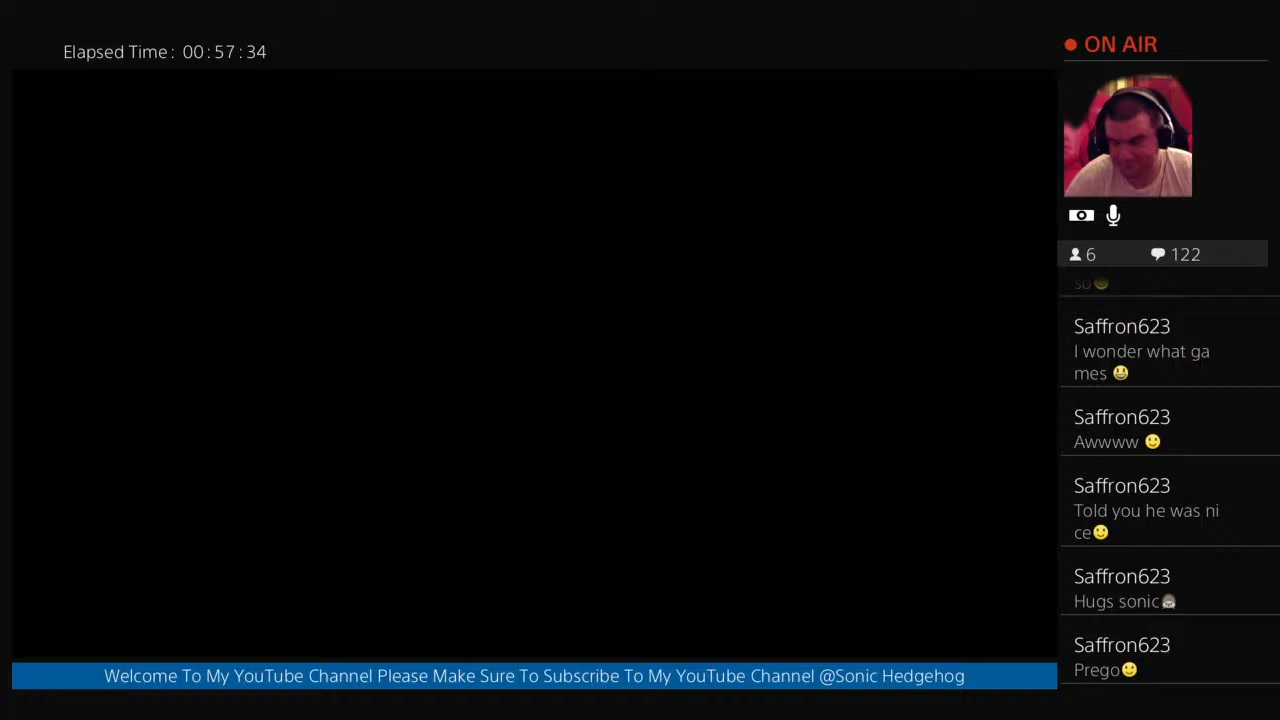 Elapsed Time: 00:57:34
ON AIR
6
122
so
Saffron623
I wonder what ga
mes 😃
Saffron623
Awwww 🙂
Saffron623
Told you he was ni
ce🙂
Saffron623
Hugs sonic
Saffron623
Prego🙂
Welcome To My YouTube Channel Please Make Sure To Subscribe To My YouTube Channel @Sonic Hedgehog